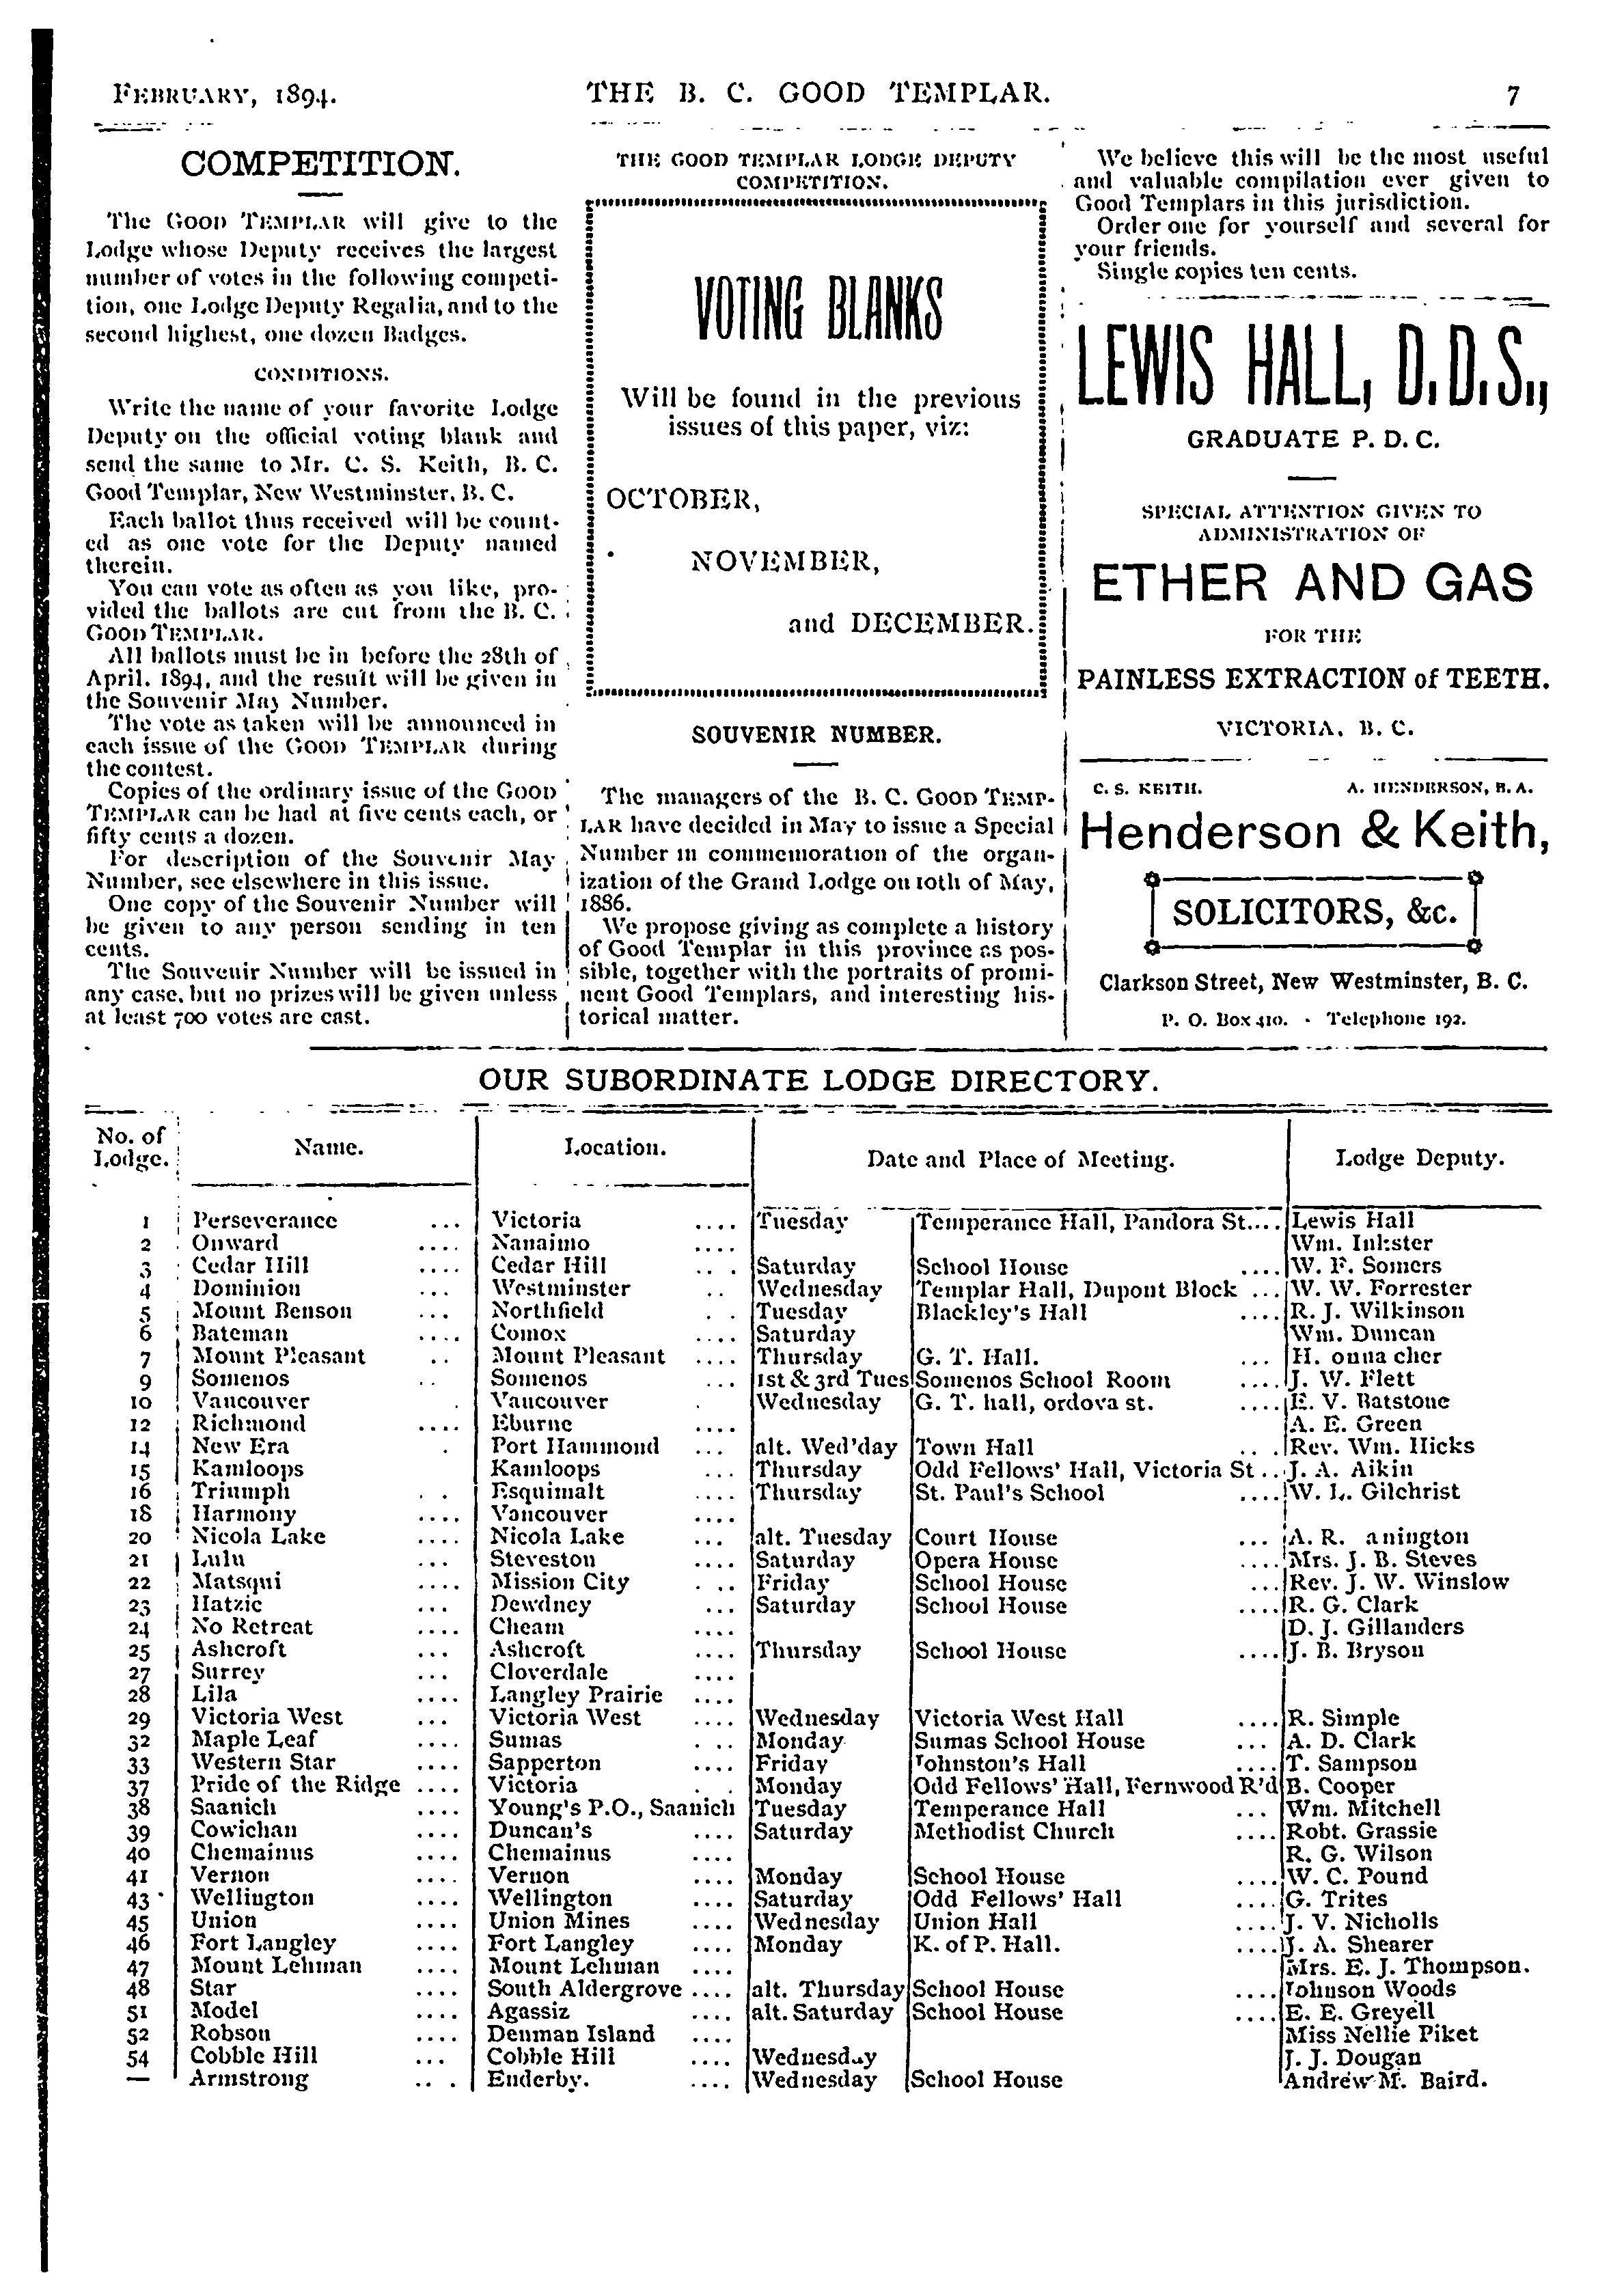 FEBRUARY, 1894.
THE B. C. GOOD TEMPLAR.
7
COMPETITION.
The GOOD TEMPLAR will give to the
Lodge whose Deputy receives the largest
number of votes in the following competi-
tion, one Lodge Deputy Regalia, and to the
second highest, one dozen Badges.
CONDITIONS.
Write the name of your favorite Lodge
Deputy on the official voting blank and
send the same to Mr. C. S. Keith, B. C.
Good Templar, New Westminster, B. C.
Each ballot thus received will be count-
ed as one vote for the Deputy named
therein.
You can vote as often as you like, pro-
vided the ballots are cut from the B. C.
GOOD TEMPLAR.
All ballots must be in before the 28th of
April. 1894, and the result will be given in
the Souvenir May Number.
The vote as taken will be announced in
each issue of the GOOD TEMPLAR during
the contest.
Copies of the ordinary issue of the GOOD
TEMPLAR can be had at five cents each, or
fifty cents a dozen.
For description of the Souvenir May
Number, see elsewhere in this issue.
One copy of the Souvenir Number will
be given to any person sending in ten
cents.
The Souvenir Number will be issued in
any case, but no prizes will be given unless
at least 700 votes are cast.
THE GOOD TEMPLAR LODGE DEPUTY
COMPETITION.
VOTING BLANKS
Will be found in the previous
issues of this paper, viz:
OCTOBER,
NOVEMBER,
and DECEMBER.
SOUVENIR NUMBER.
The managers of the B. C. GOOD TEMP-
LAR have decided in May to issue a Special
Number in commemoration of the organ-
ization of the Grand Lodge on 10th of May,
1886.
We propose giving as complete a history
of Good Templar in this province as pos-
sible, together with the portraits of promi-
nent Good Templars, and interesting his-
torical matter.
We believe this will be the most useful
and valuable compilation ever given to
Good Templars in this jurisdiction.
Order one for yourself and several for
your friends.
Single copies ten cents.
LEWIS HALL, D.D.S.,
GRADUATE P. D. C.
SPECIAL ATTENTION GIVEN TO
ADMINISTRATION OF
ETHER AND GAS
FOR THE
PAINLESS EXTRACTION of TEETH.
VICTORIA, B. C.
C. S. KEITH. A. HENDERSON, B. A.
Henderson & Keith,
SOLICITORS, &c.
Clarkson Street, New Westminster, B. C.
P. O. Box 410. - Telephone 192.
OUR SUBORDINATE LODGE DIRECTORY.
No. of Lodge. Name. Location. Date and Place of Meeting. Lodge Deputy.
1 Perseverance ... Victoria .... Tuesday Temperance Hall, Pandora St.... Lewis Hall
2 Onward .... Nanaimo .... Wm. Inkster
3 Cedar Hill .... Cedar Hill .. . Saturday School House .... W. F. Somers
4 Dominion ... Westminster .. Wednesday Templar Hall, Dupont Block ... W. W. Forrester
5 Mount Benson ... Northfield . . Tuesday Blackley's Hall .... R. J. Wilkinson
6 Bateman .... Comox .... Saturday Wm. Duncan
7 Mount Pleasant .. Mount Pleasant .... Thursday G. T. Hall. ... H. onna cher
9 Somenos .. Somenos ... 1st & 3rd Tues Somenos School Room .... J. W. Flett
10 Vancouver . Vancouver . Wednesday G. T. hall, ordova st. .... E. V. Batstone
12 Richmond .... Eburne .... A. E. Green
14 New Era . Port Hammond ... alt. Wed'day Town Hall .. . Rev. Wm. Hicks
15 Kamloops Kamloops ... Thursday Odd Fellows' Hall, Victoria St .. J. A. Aikin
16 Triumph . . Esquimalt .... Thursday St. Paul's School .... W. L. Gilchrist
18 Harmony .... Vancouver ....
20 Nicola Lake .... Nicola Lake .... alt. Tuesday Court House ... A. R. anington
21 Lulu ... Steveston .... Saturday Opera House .... Mrs. J. B. Steves
22 Matsqui .... Mission City . .. Friday School House ... Rev. J. W. Winslow
23 Hatzic ... Dewdney ... Saturday School House .... R. G. Clark
24 No Retreat .... Cheam .... D. J. Gillanders
25 Ashcroft ... Ashcroft .... Thursday School House .... J. B. Bryson
27 Surrey ... Cloverdale ....
28 Lila .... Langley Prairie ....
29 Victoria West ... Victoria West .... Wednesday Victoria West Hall .... R. Simple
32 Maple Leaf .... Sumas . .. Monday Sumas School House ... A. D. Clark
33 Western Star .... Sapperton .... Friday Johnston's Hall T. Sampson
37 Pride of the Ridge .... Victoria . . Monday Odd Fellows' Hall, Fernwood R'd B. Cooper
38 Saanich .... Young's P.O., Saanich Tuesday Temperance Hall ... Wm. Mitchell
39 Cowichan .... Duncan's .... Saturday Methodist Church .... Robt. Grassie
40 Chemainus .... Chemainus .... R. G. Wilson
41 Vernon .... Vernon .... Monday School House .... W. C. Pound
43 Wellington .... Wellington .... Saturday Odd Fellows' Hall .... G. Trites
45 Union .... Union Mines .... Wednesday Union Hall .... J. V. Nicholls
46 Fort Langley .... Fort Langley .... Monday K. of P. Hall. .... J. A. Shearer
47 Mount Lehman .... Mount Lehman .... Mrs. E. J. Thompson.
48 Star .... South Aldergrove .... alt. Thursday School House .... Johnson Woods
51 Model .... Agassiz .... alt. Saturday School House .... E. E. Greyell
52 Robson .... Denman Island .... Miss Nellie Piket
54 Cobble Hill ... Cobble Hill .... Wednesday J. J. Dougan
— Armstrong .. . Enderby. .... Wednesday School House Andrew M. Baird.